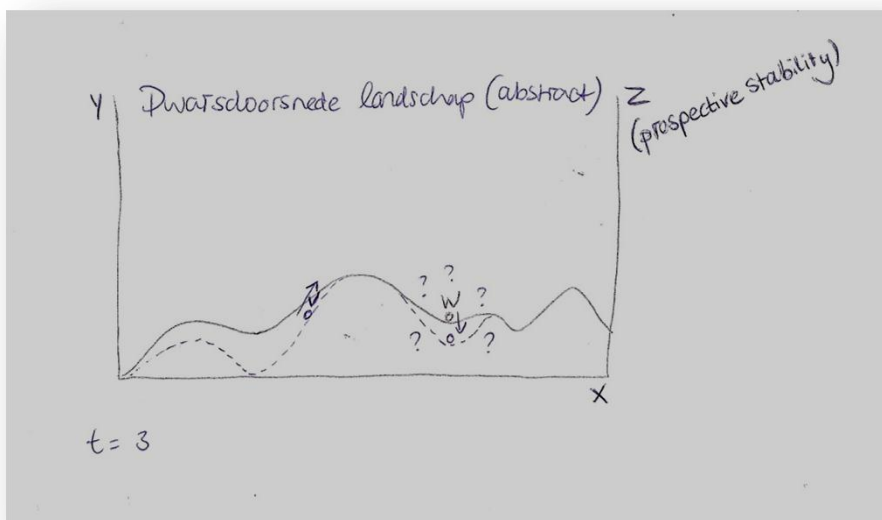 Y Dwarsdoorsnede landschap (abstract) Z
(prospective stability)
? ?
W ?
? ?
X
t = 3